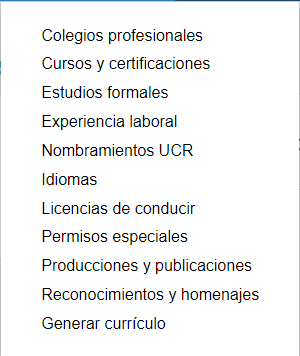 Colegios profesionales
Cursos y certificaciones
Estudios formales
Experiencia laboral
Nombramientos UCR
Idiomas
Licencias de conducir
Permisos especiales
Producciones y publicaciones
Reconocimientos y homenajes
Generar currículo